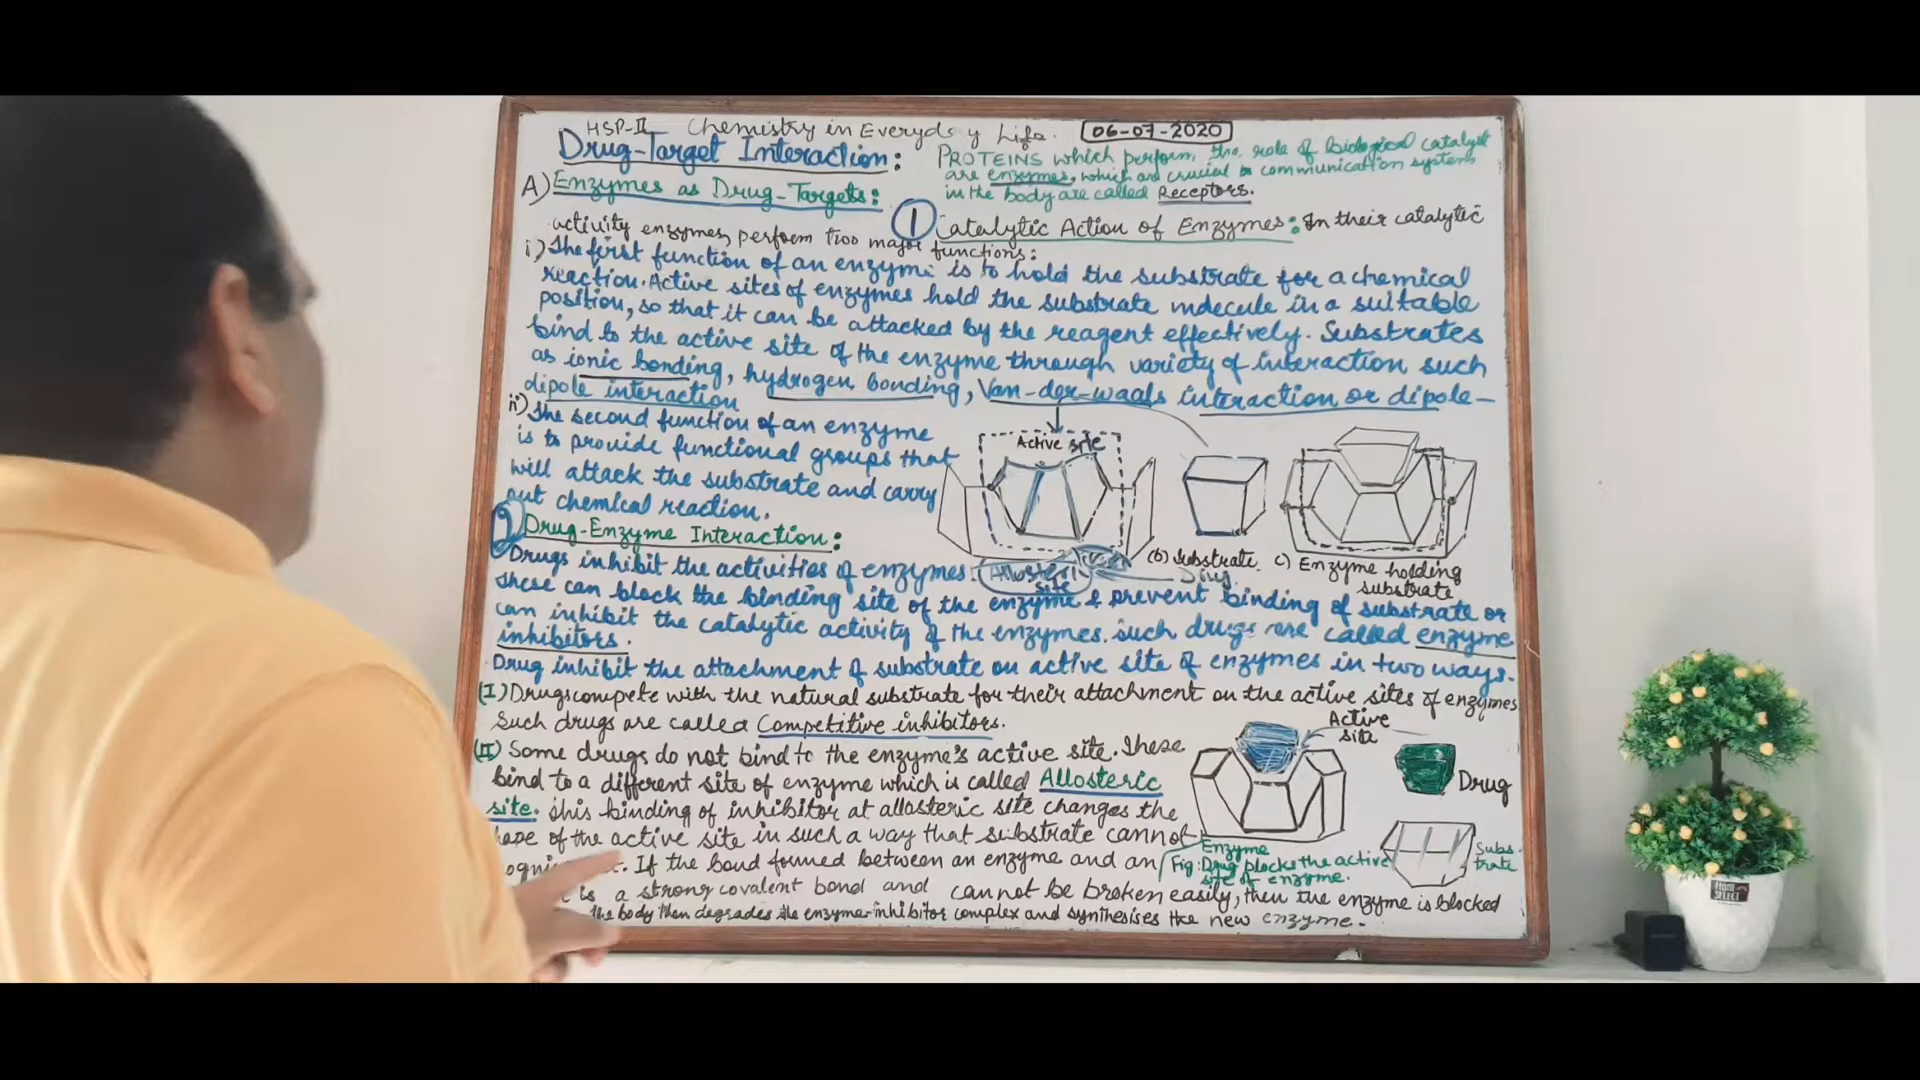 HSP-II Chemistry in Everyday Life. 06-07-2020
Drug-Target Interaction:
PROTEINS which perform the role of biological catalyst
are enzymes, which are crucial to communication system
in the body are called Receptors.
A) Enzymes as Drug-Targets:
1 Catalytic Action of Enzymes: In their catalytic
activity enzymes, perform two major functions:
i) The first function of an enzyme is to hold the substrate for a chemical
reaction. Active sites of enzymes hold the substrate molecule in a suitable
position, so that it can be attacked by the reagent effectively. Substrates
bind to the active site of the enzyme through variety of interaction such
as ionic bonding, hydrogen bonding, Van-der-waals interaction or dipole-
dipole interaction
ii) The second function of an enzyme
is to provide functional groups that
will attack the substrate and carry
out chemical reaction.
Active site
(b) Substrate.
c) Enzyme holding
substrate
2 Drug-Enzyme Interaction:
Drugs inhibit the activities of enzymes.
Allosteric
site
Drug
These can block the binding site of the enzyme & prevent binding of substrate or
can inhibit the catalytic activity of the enzymes. Such drugs are called enzyme
inhibitors.
Drug inhibit the attachment of substrate on active site of enzymes in two ways.
(I) Drugs compete with the natural substrate for their attachment on the active sites of enzymes
Such drugs are called Competitive inhibitors.
(II) Some drugs do not bind to the enzyme's active site. These
bind to a different site of enzyme which is called Allosteric
site. This binding of inhibitor at allosteric site changes the
of the active site in such a way that substrate cannot
If the bond formed between an enzyme and an
is a strong covalent bond and cannot be broken easily, then the enzyme is blocked
the body then degrades the enzyme-inhibitor complex and synthesises the new enzyme.
Active
site
Drug
Substrate
Enzyme
Fig: Drug blocks the active
site of enzyme.
FROM
SELECT